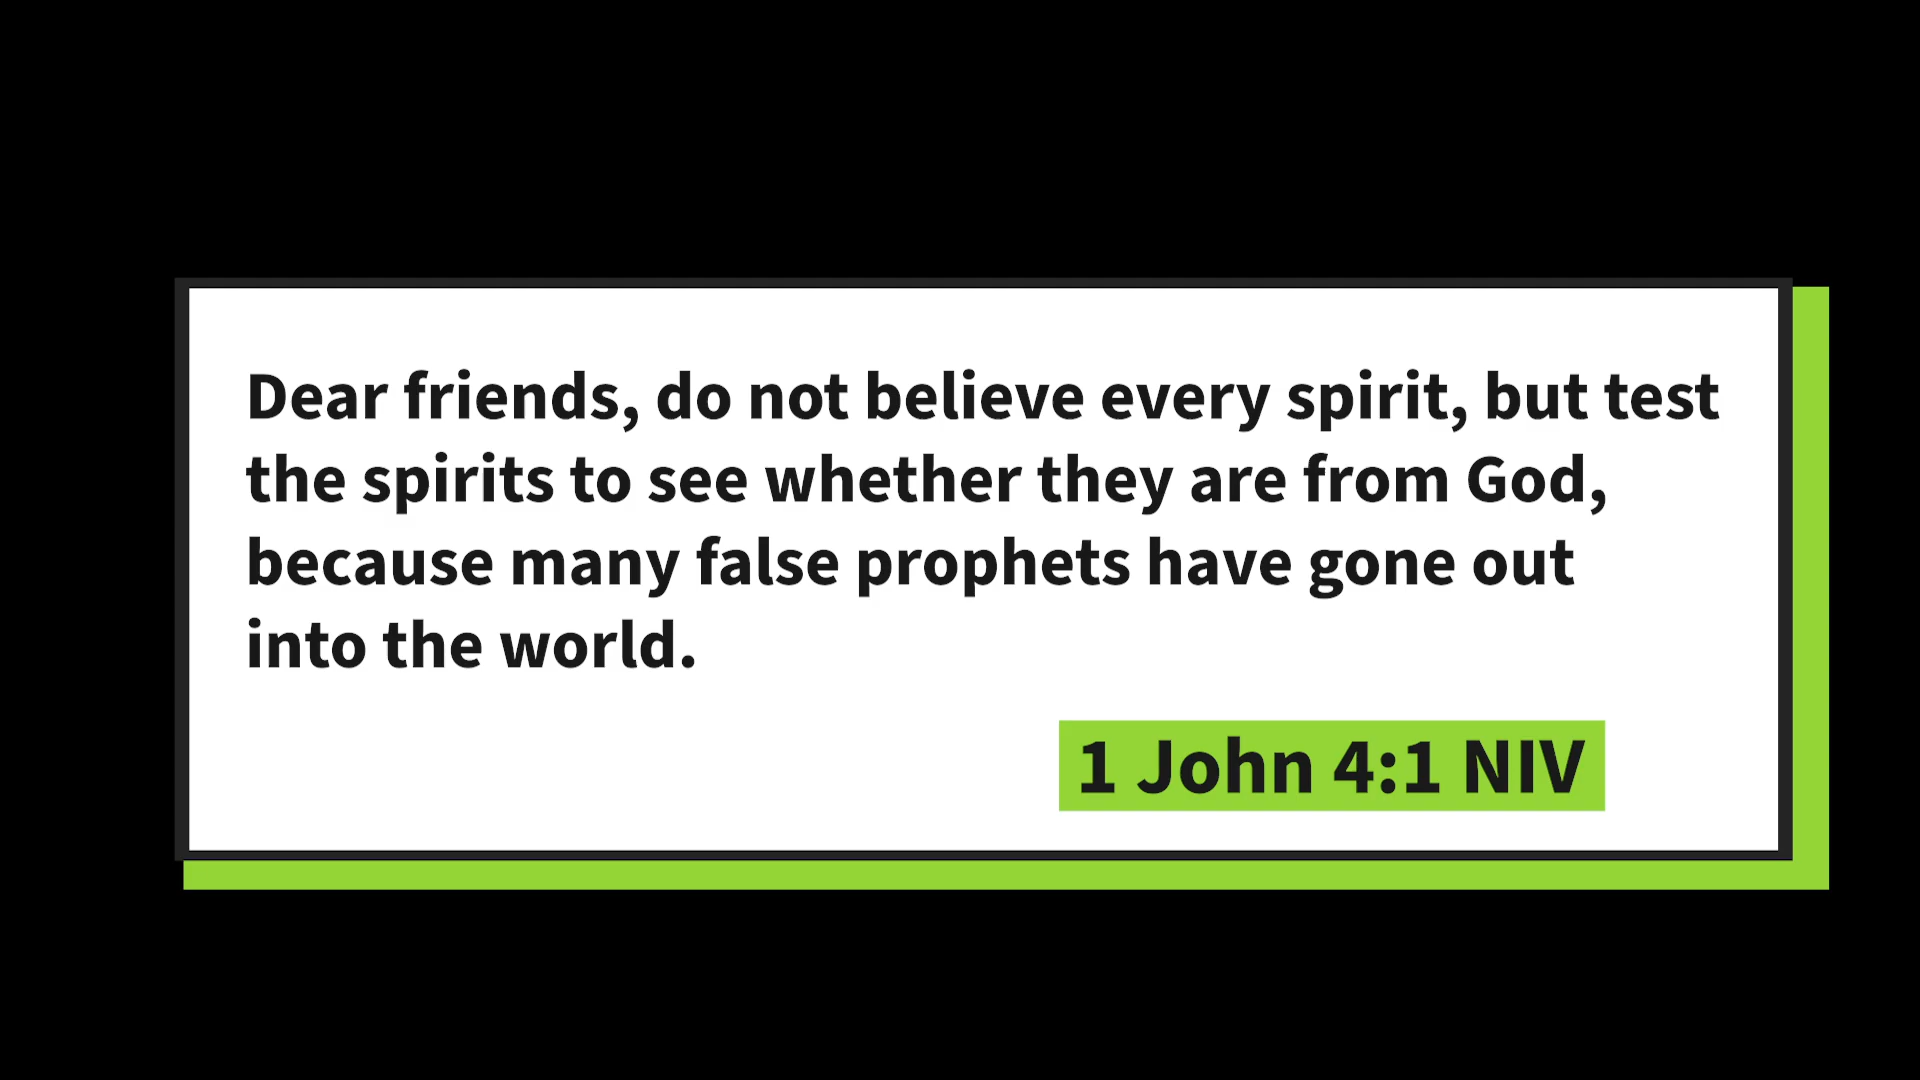 Dear friends, do not believe every spirit, but test
the spirits to see whether they are from God,
because many false prophets have gone out
into the world.
1 John 4:1 NIV